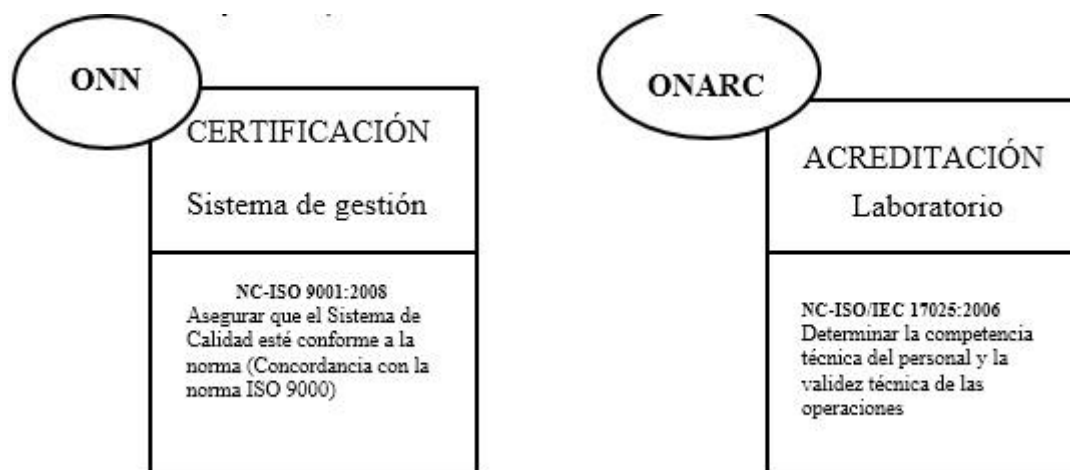 ONN
CERTIFICACIÓN
Sistema de gestión
NC-ISO 9001:2008
Asegurar que el Sistema de
Calidad esté conforme a la
norma (Concordancia con la
norma ISO 9000)
ONARC
ACREDITACIÓN
Laboratorio
NC-ISO/IEC 17025:2006
Determinar la competencia
técnica del personal y la
validez técnica de las
operaciones